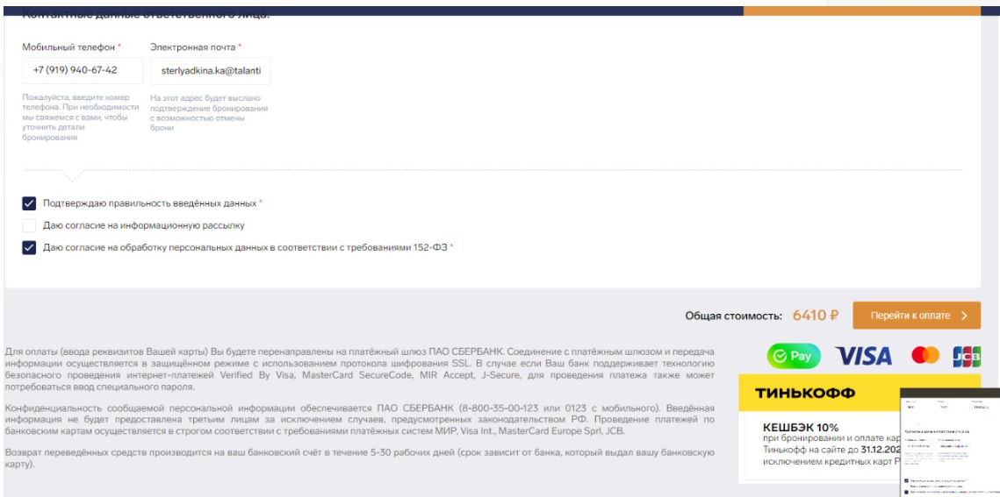 Контактные данные ответственного лица:
Мобильный телефон * Электронная почта *
+7 (919) 940-67-42 sterlyadkina.ka@talanti
Пожалуйста, введите номер
телефона. При необходимости
мы свяжемся с вами, чтобы
уточнить детали
бронирования
На этот адрес будет выслано
подтверждение бронирования
с возможностью отмены
брони
Подтверждаю правильность введённых данных *
Даю согласие на информационную рассылку
Даю согласие на обработку персональных данных в соответствии с требованиями 152-ФЗ *
Общая стоимость: 6410 ₽ Перейти к оплате
Для оплаты (ввода реквизитов Вашей карты) Вы будете перенаправлены на платёжный шлюз ПАО СБЕРБАНК. Соединение с платёжным шлюзом и передача
информации осуществляется в защищённом режиме с использованием протокола шифрования SSL. В случае если Ваш банк поддерживает технологию
безопасного проведения интернет-платежей Verified By Visa, MasterCard SecureCode, MIR Accept, J-Secure, для проведения платежа также может
потребоваться ввод специального пароля.
Конфиденциальность сообщаемой персональной информации обеспечивается ПАО СБЕРБАНК (8-800-35-00-123 или 0123 с мобильного). Введённая
информация не будет предоставлена третьим лицам за исключением случаев, предусмотренных законодательством РФ. Проведение платежей по
банковским картам осуществляется в строгом соответствии с требованиями платёжных систем МИР, Visa Int., MasterCard Europe Sprl, JCB.
Возврат переведённых средств производится на ваш банковский счёт в течение 5-30 рабочих дней (срок зависит от банка, который выдал вашу банковскую
карту).
Pay VISA JCB
ТИНЬКОФФ
КЕШБЭК 10%
при бронировании и оплате кар
Тинькофф на сайте до 31.12.202
исключением кредитных карт